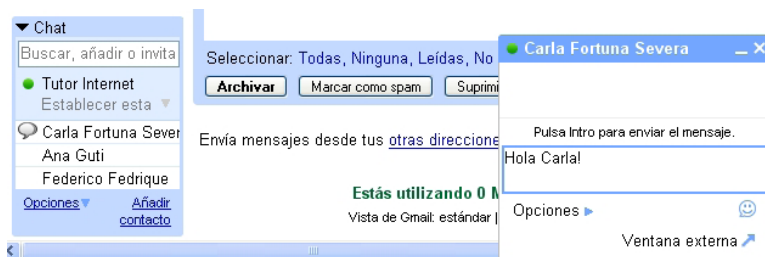 Chat
Buscar, añadir o invita
Tutor Internet
Establecer esta
Carla Fortuna Sever
Ana Guti
Federico Fedrique
Opciones Añadir
contacto
Seleccionar: Todas, Ninguna, Leídas, No
Archivar Marcar como spam Suprimi
Envía mensajes desde tus otras direccione
Estás utilizando 0 M
Vista de Gmail: estándar |
Carla Fortuna Severa
Pulsa Intro para enviar el mensaje.
Hola Carla!
Opciones
Ventana externa